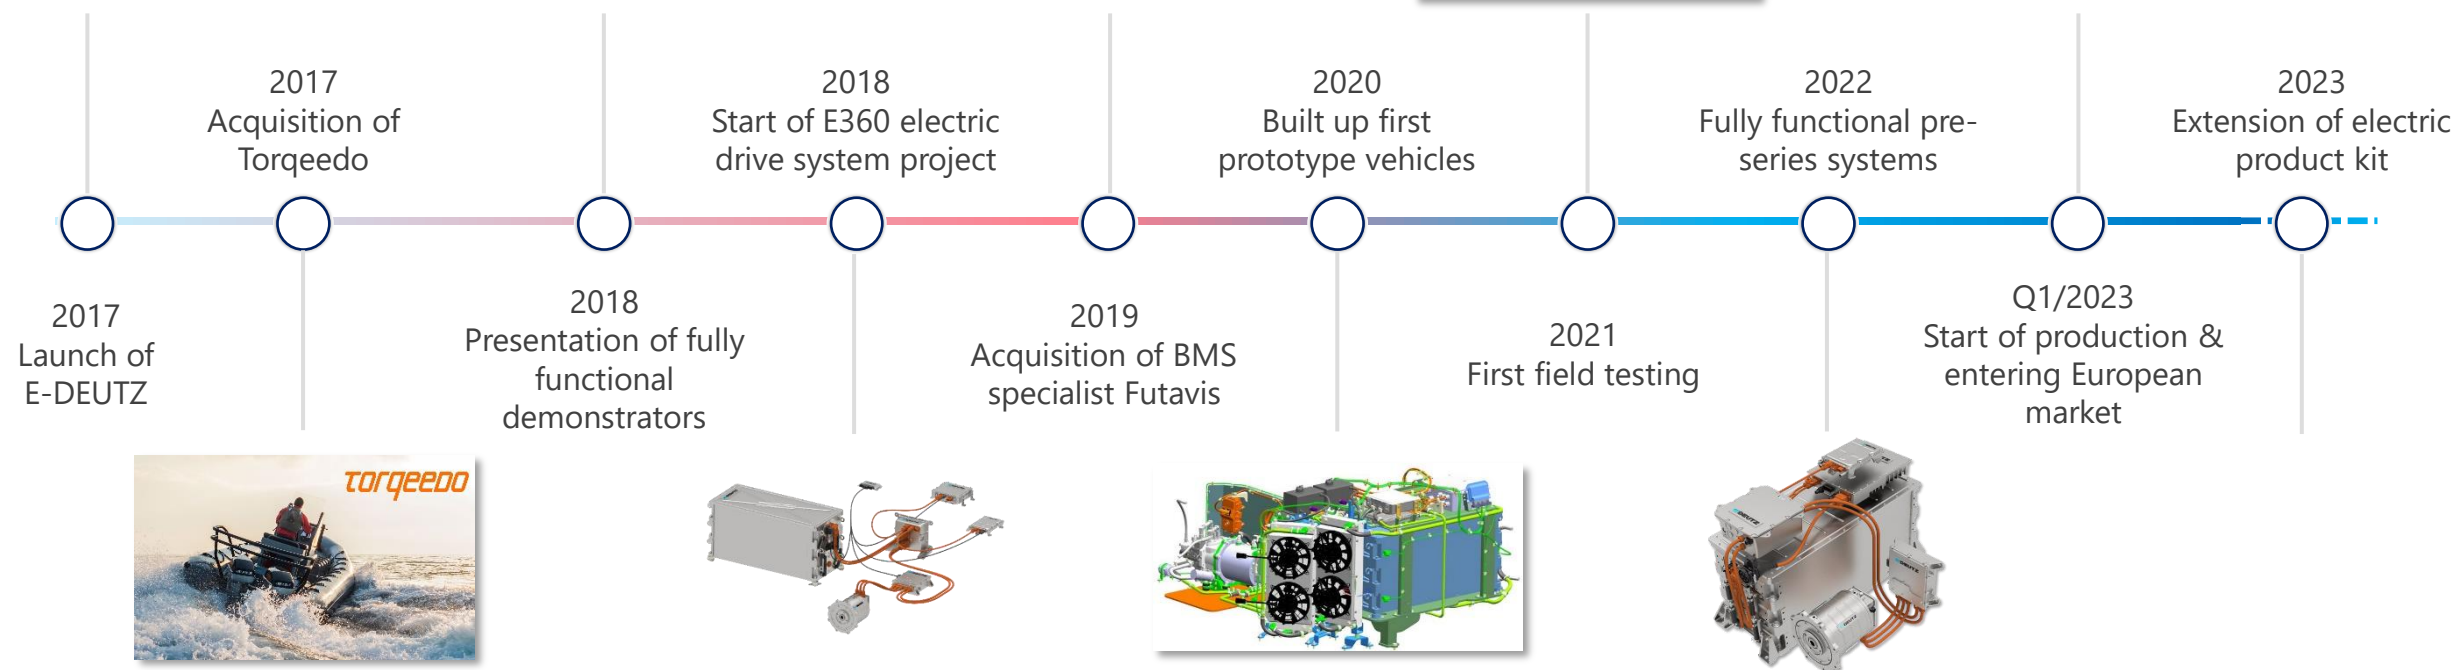 2017
Acquisition of
Torqeedo
2018
Start of E360 electric
drive system project
2020
Built up first
prototype vehicles
2022
Fully functional pre-
series systems
2023
Extension of electric
product kit
2017
Launch of
E-DEUTZ
2018
Presentation of fully
functional
demonstrators
2019
Acquisition of BMS
specialist Futavis
2021
First field testing
Q1/2023
Start of production &
entering European
market
TORQEEDO
DEUTZ
DEUTZ
DEUTZ